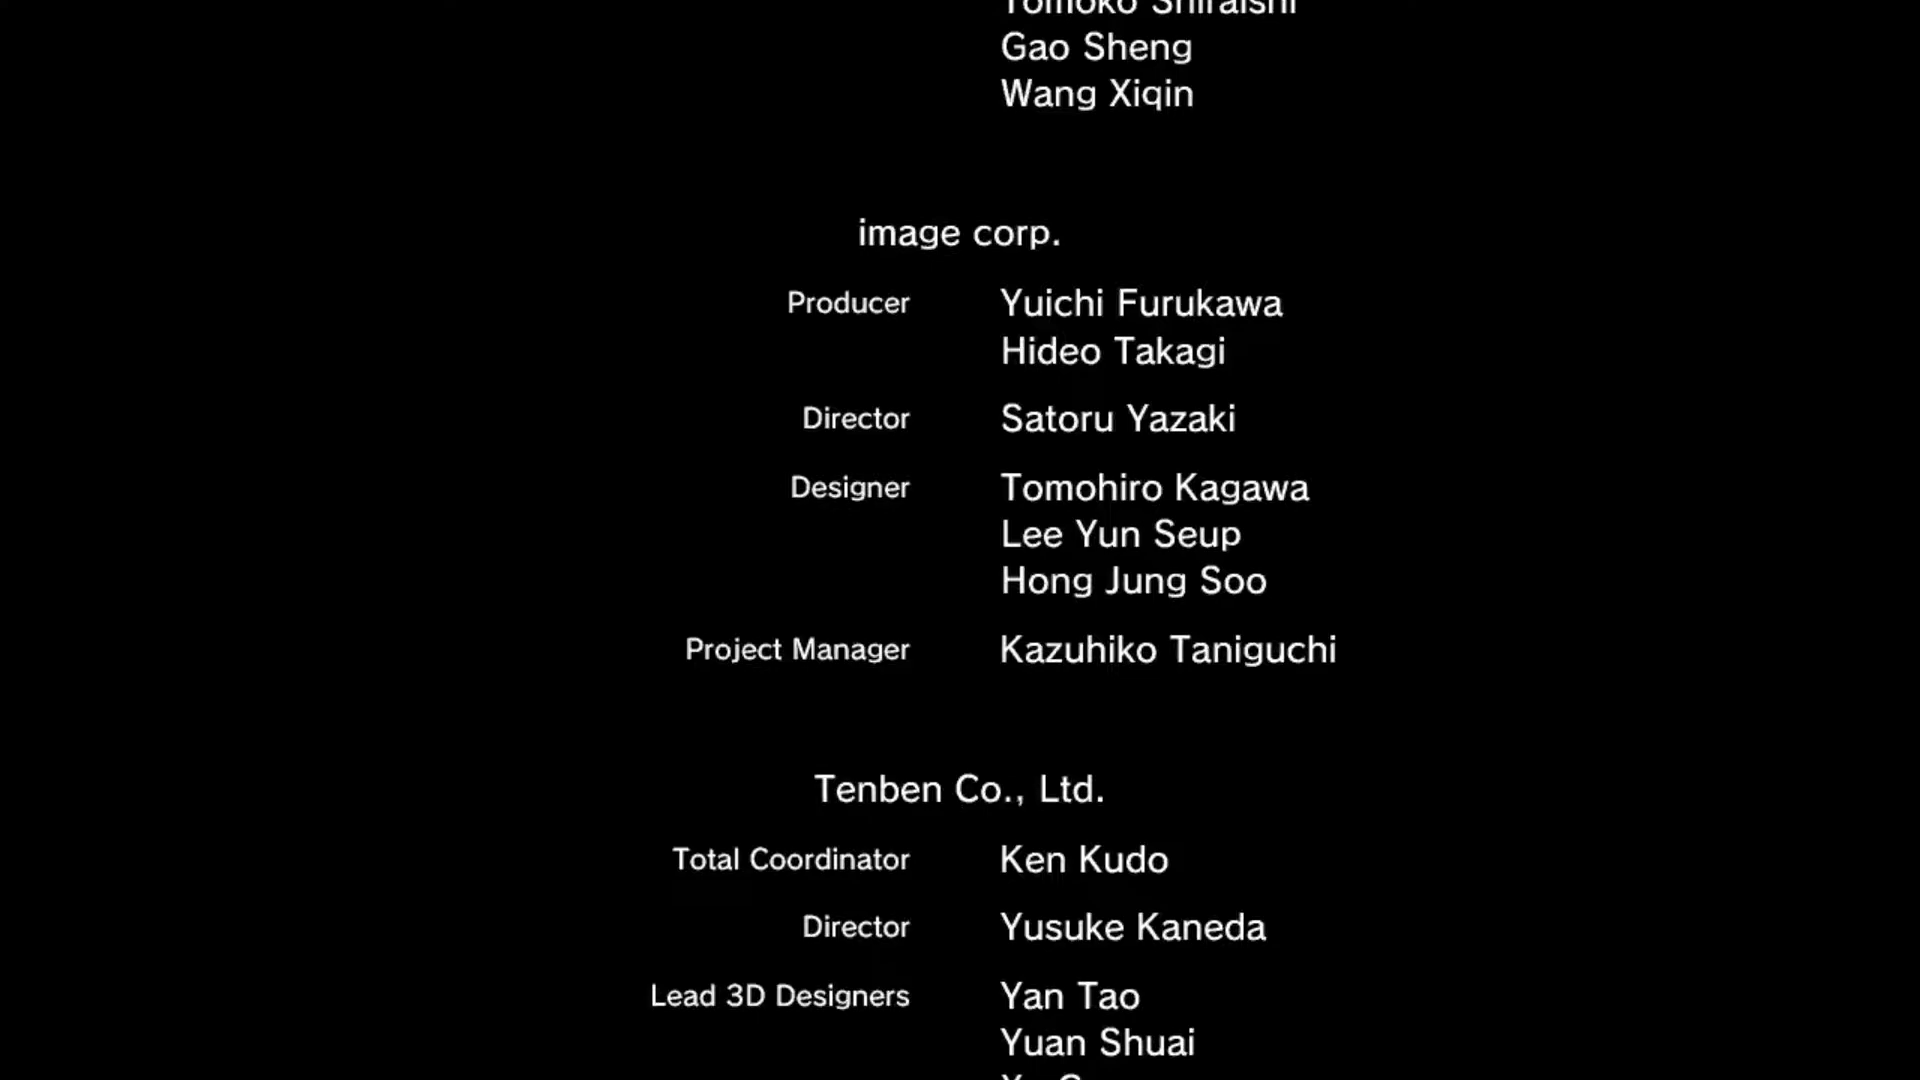 Tomoko Shiraishi
Gao Sheng
Wang Xiqin
image corp.
Producer Yuichi Furukawa
Hideo Takagi
Director Satoru Yazaki
Designer Tomohiro Kagawa
Lee Yun Seup
Hong Jung Soo
Project Manager Kazuhiko Taniguchi
Tenben Co., Ltd.
Total Coordinator Ken Kudo
Director Yusuke Kaneda
Lead 3D Designers Yan Tao
Yuan Shuai